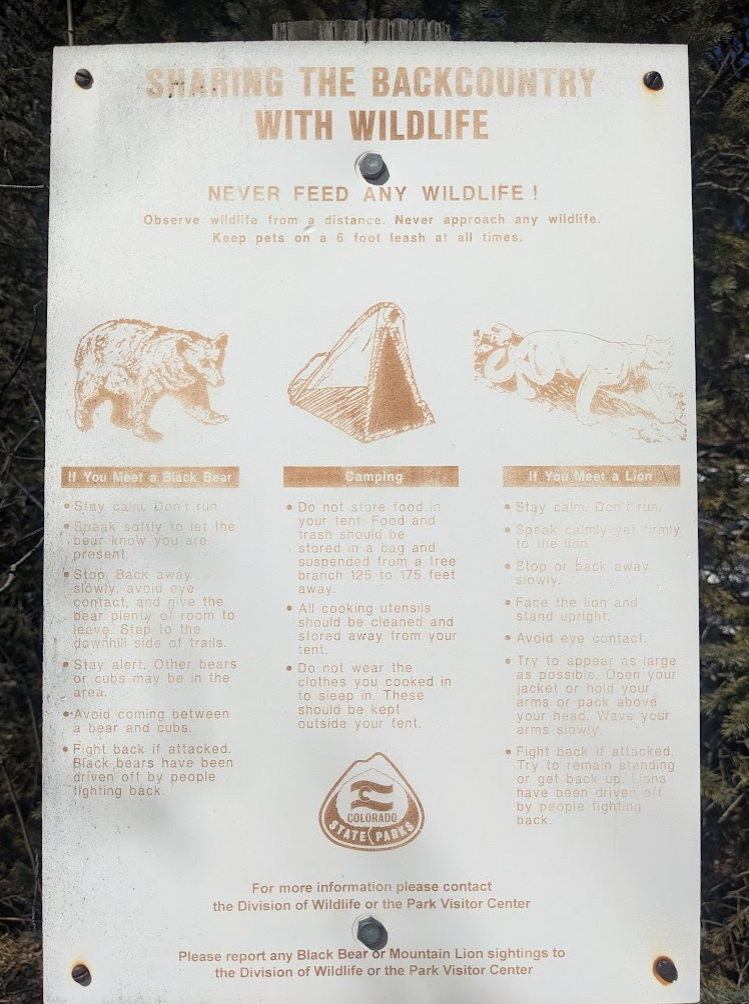 SHARING THE BACKCOUNTRY
WITH WILDLIFE
NEVER FEED ANY WILDLIFE !
Observe wildlife from a distance. Never approach any wildlife.
Keep pets on a 6 foot leash at all times.
If You Meet a Black Bear
• Stay calm. Don't run.
• Speak softly to let the
bear know you are
present.
• Stop. Back away
slowly, avoid eye
contact, and give the
bear plenty of room to
leave. Step to the
downhill side of trails.
• Stay alert. Other bears
or cubs may be in the
area.
• Avoid coming between
a bear and cubs.
• Fight back if attacked.
Black bears have been
driven off by people
fighting back.
Camping
• Do not store food in
your tent. Food and
trash should be
stored in a bag and
suspended from a tree
branch 125 to 175 feet
away.
• All cooking utensils
should be cleaned and
stored away from your
tent.
• Do not wear the
clothes you cooked in
to sleep in. These
should be kept
outside your tent.
If You Meet a Lion
• Stay calm. Don't run.
• Speak calmly yet firmly
to the lion.
• Stop or back away
slowly.
• Face the lion and
stand upright.
• Avoid eye contact.
• Try to appear as large
as possible. Open your
jacket or hold your
arms or pack above
your head. Wave your
arms slowly.
• Fight back if attacked.
Try to remain standing
or get back up. Lions
have been driven off
by people fighting
back.
COLORADO
STATE PARKS
For more information please contact
the Division of Wildlife or the Park Visitor Center
Please report any Black Bear or Mountain Lion sightings to
the Division of Wildlife or the Park Visitor Center